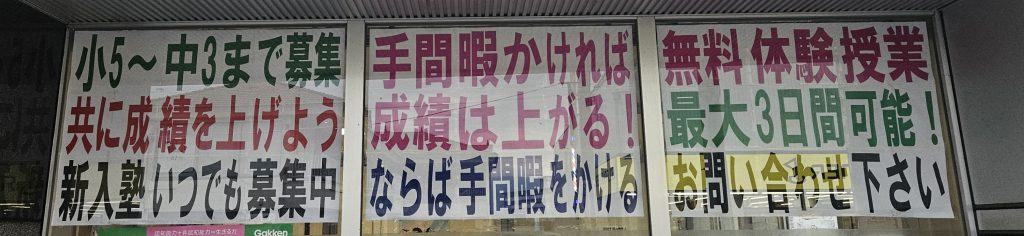 小5～中3まで募集
共に成績を上げよう
新入塾いつでも募集中
手間暇かければ
成績は上がる！
ならば手間暇をかける
無料体験授業
最大3日間可能！
お問い合わせ下さい
Gakken